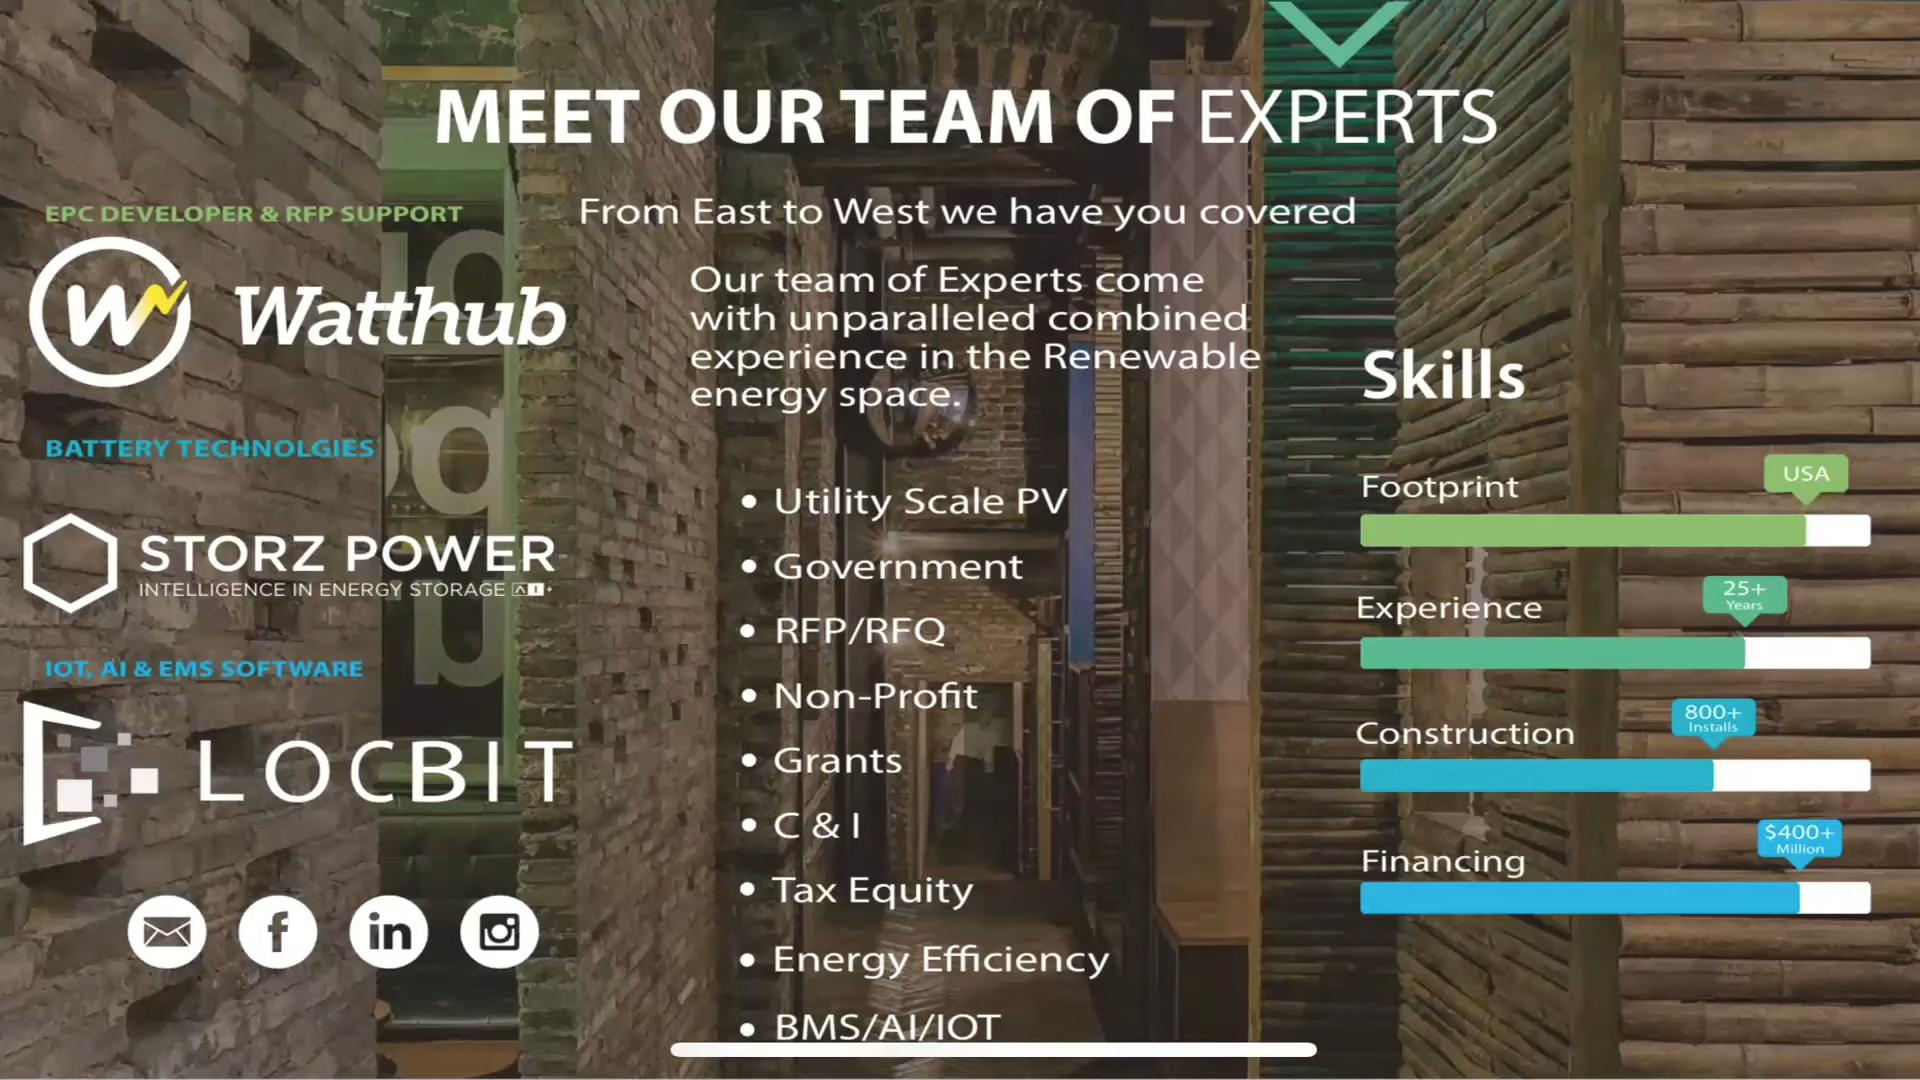 MEET OUR TEAM OF EXPERTS
From East to West we have you covered
EPC DEVELOPER & RFP SUPPORT
W Watthub
BATTERY TECHNOLGIES
STORZ POWER
INTELLIGENCE IN ENERGY STORAGE AI+
IOT, AI & EMS SOFTWARE
LOCBIT
f
in
Our team of Experts come
with unparalleled combined
experience in the Renewable
energy space.
• Utility Scale PV
• Government
• RFP/RFQ
• Non-Profit
• Grants
• C & I
• Tax Equity
• Energy Efficiency
• BMS/AI/IOT
Skills
Footprint
USA
Experience
25+
Years
Construction
800+
Installs
Financing
$400+
Million